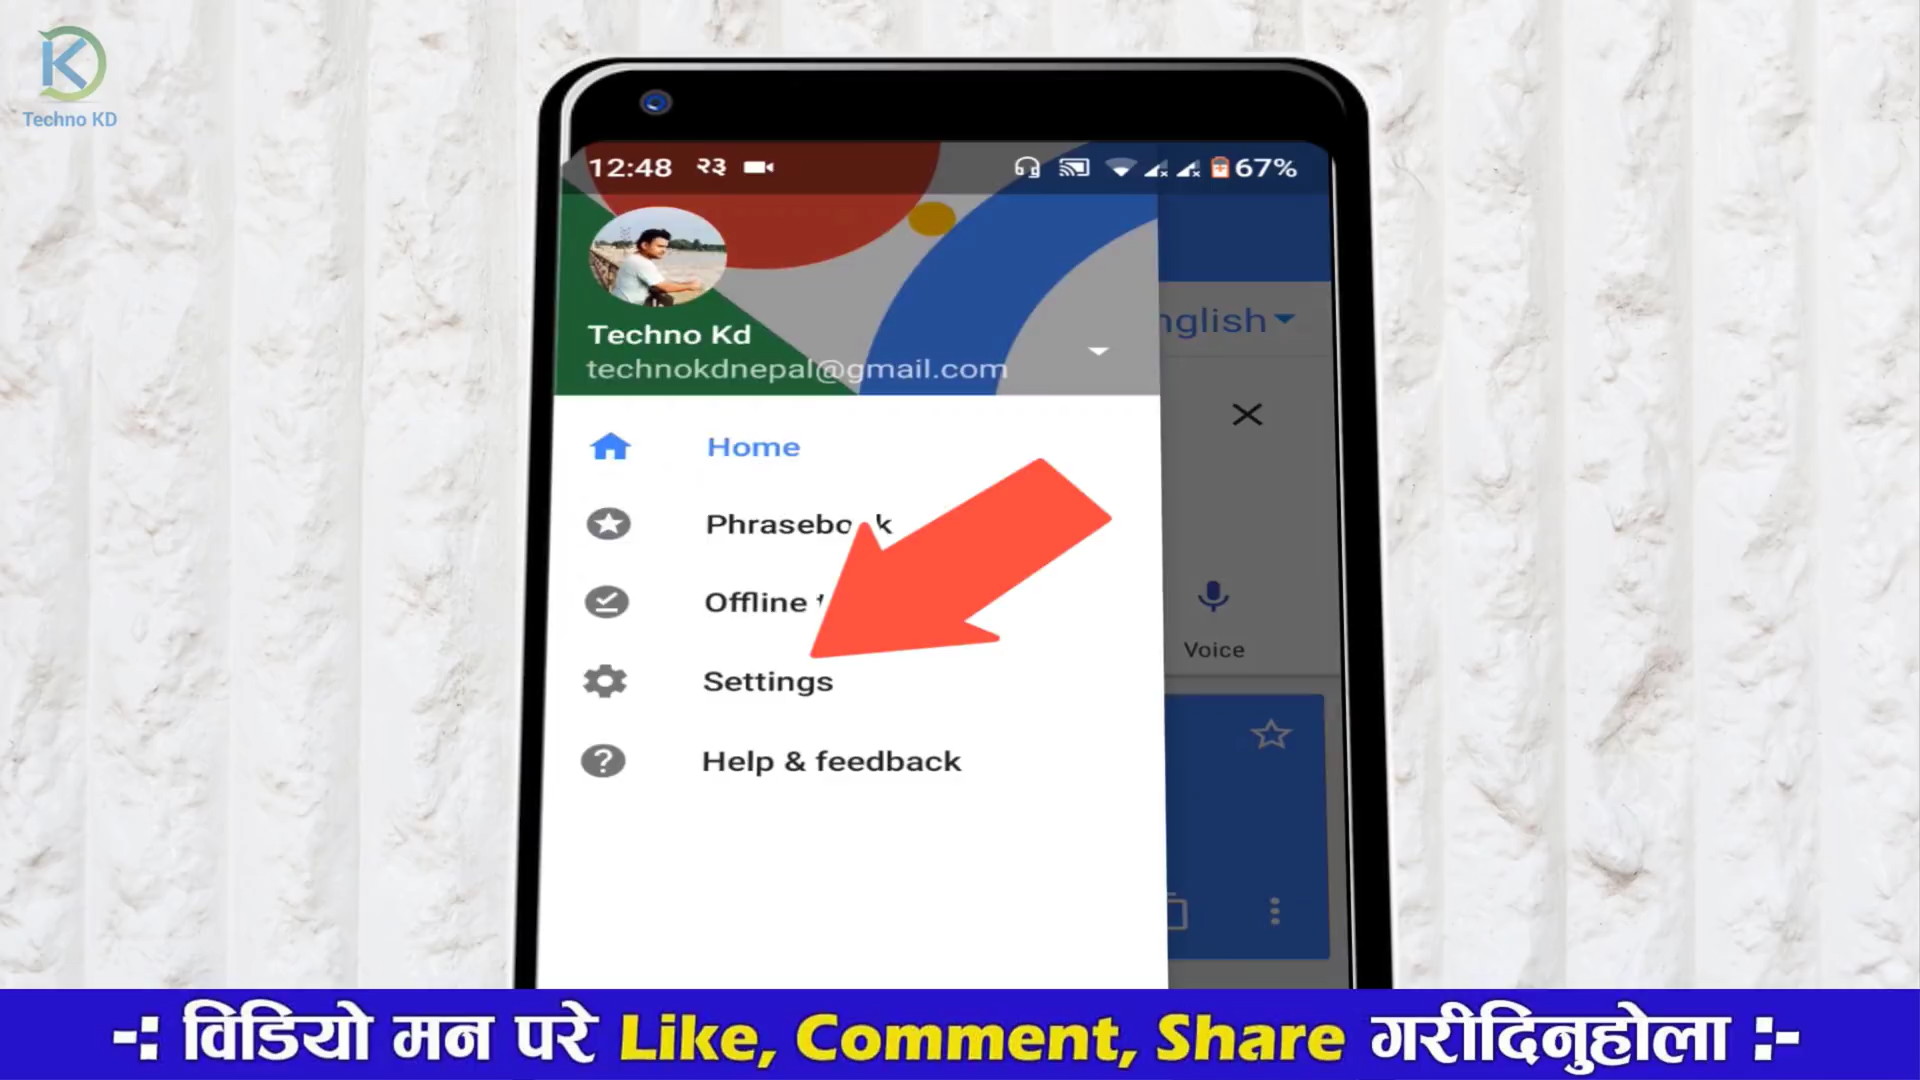 Techno KD
12:48 २३ 67%
Techno Kd
technokdnepal@gmail.com
nglish
Home
Offline
Voice
Settings
Help & feedback
-: विडियो मन परे Like, Comment, Share गरीदिनुहोला :-